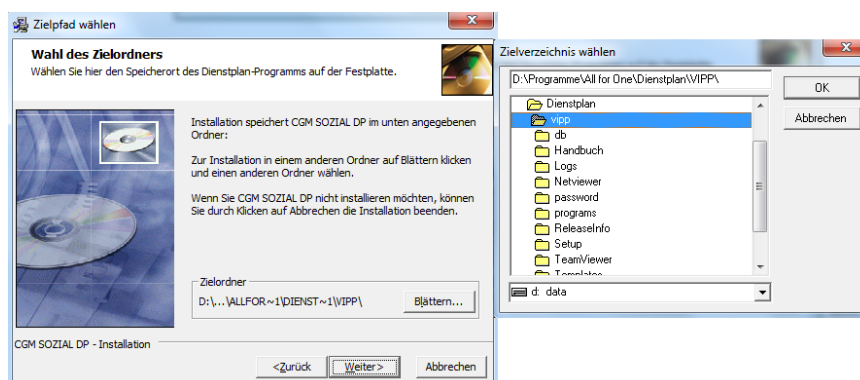 Zielpfad wählen
Wahl des Zielordners
Wählen Sie hier den Speicherort des Dienstplan-Programms auf der Festplatte.
Installation speichert CGM SOZIAL DP im unten angegebenen
Ordner:
Zur Installation in einem anderen Ordner auf Blättern klicken
und einen anderen Ordner wählen.
Wenn Sie CGM SOZIAL DP nicht installieren möchten, können
Sie durch Klicken auf Abbrechen die Installation beenden.
Zielordner
D:\...\ALLFOR~1\DIENST~1\VIPP\
Blättern...
CGM SOZIAL DP - Installation
<Zurück
Weiter>
Abbrechen
Zielverzeichnis wählen
D:\Programme\All for One\Dienstplan\VIPP\
OK
Abbrechen
Dienstplan
vipp
db
Handbuch
Logs
Netviewer
password
programs
ReleaseInfo
Setup
TeamViewer
Templates
d: data